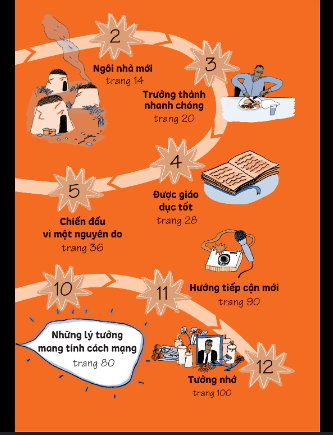 2
Ngôi nhà mới
trang 14
3
Trưởng thành
nhanh chóng
trang 20
4
Được giáo
dục tốt
trang 28
5
Chiến đấu
vì một nguyên do
trang 36
10
Những lý tưởng
mang tính cách mạng
trang 80
11
Hướng tiếp cận mới
trang 90
12
Tưởng nhớ
trang 100